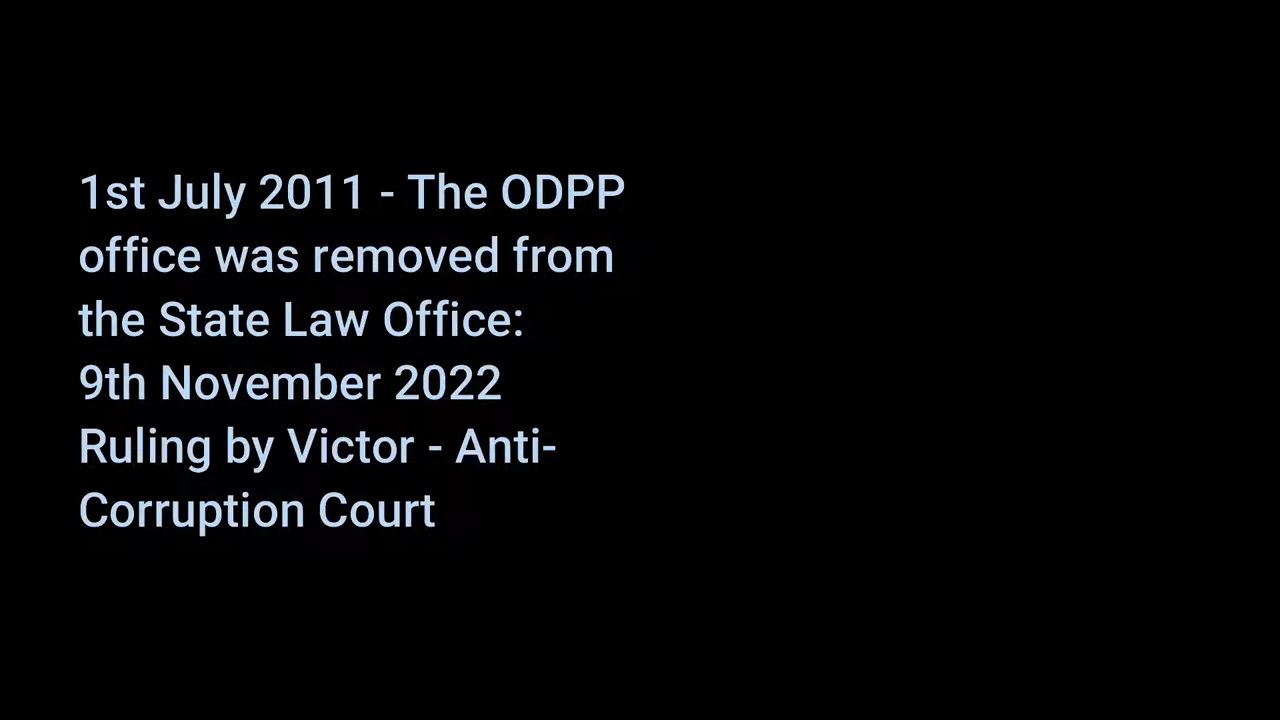 1st July 2011 - The ODPP
office was removed from
the State Law Office:
9th November 2022
Ruling by Victor - Anti-
Corruption Court